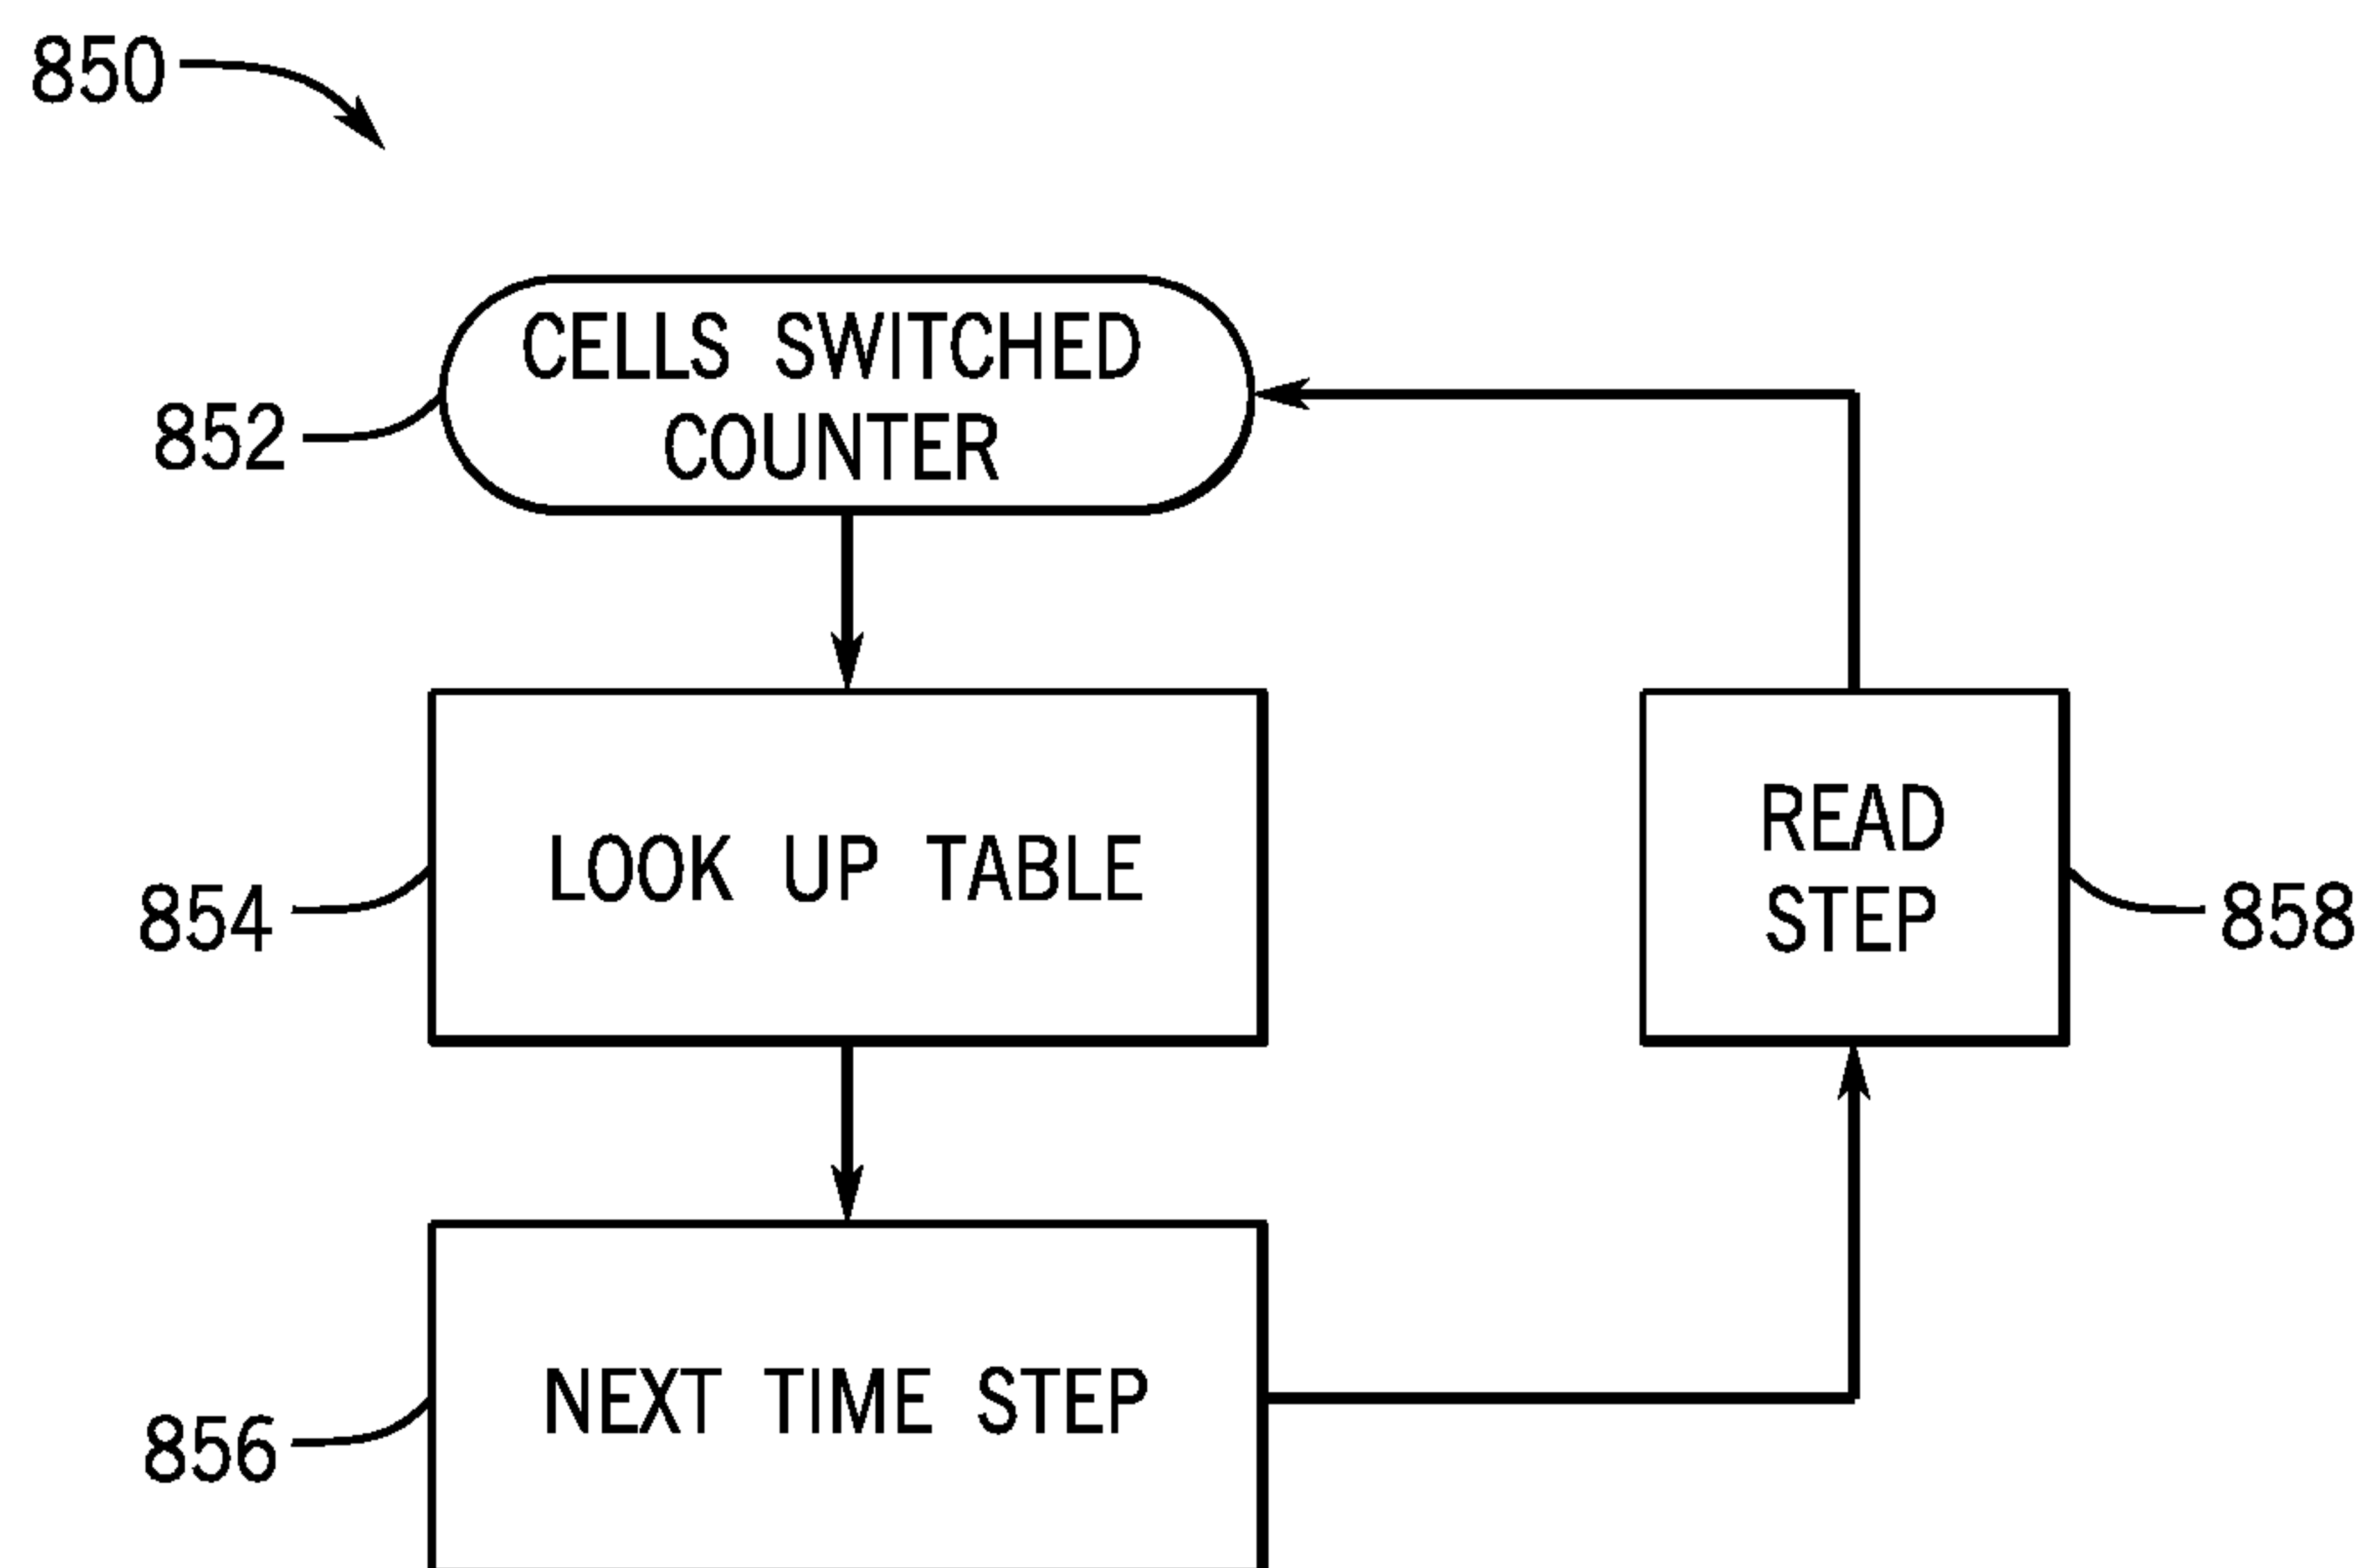 850
CELLS SWITCHED
COUNTER
852
LOOK UP TABLE
854
READ
STEP
858
NEXT TIME STEP
856